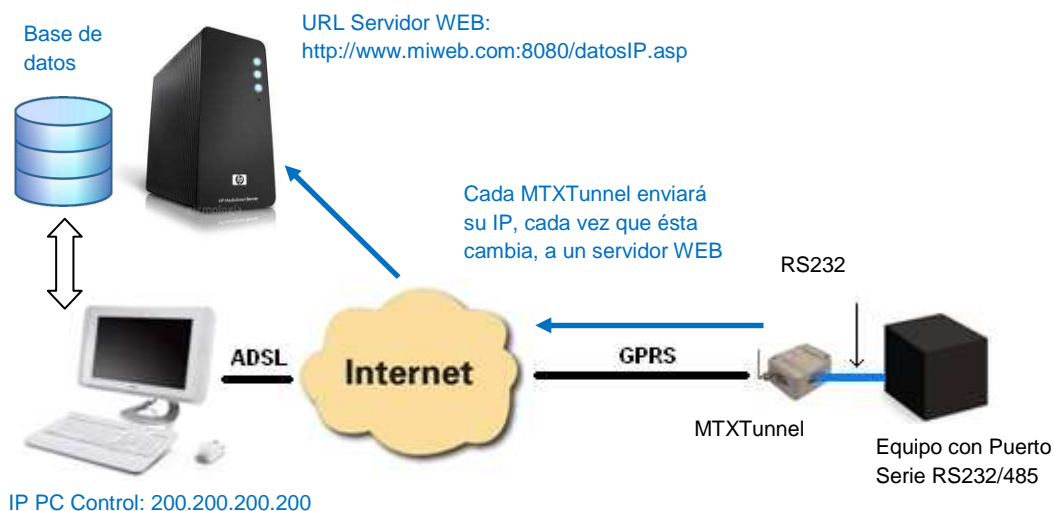 URL Servidor WEB:
http://www.miweb.com:8080/datosIP.asp
Base de
datos
Cada MTXTunnel enviará
su IP, cada vez que ésta
cambia, a un servidor WEB
RS232
ADSL
Internet
GPRS
MTXTunnel
Equipo con Puerto
Serie RS232/485
IP PC Control: 200.200.200.200